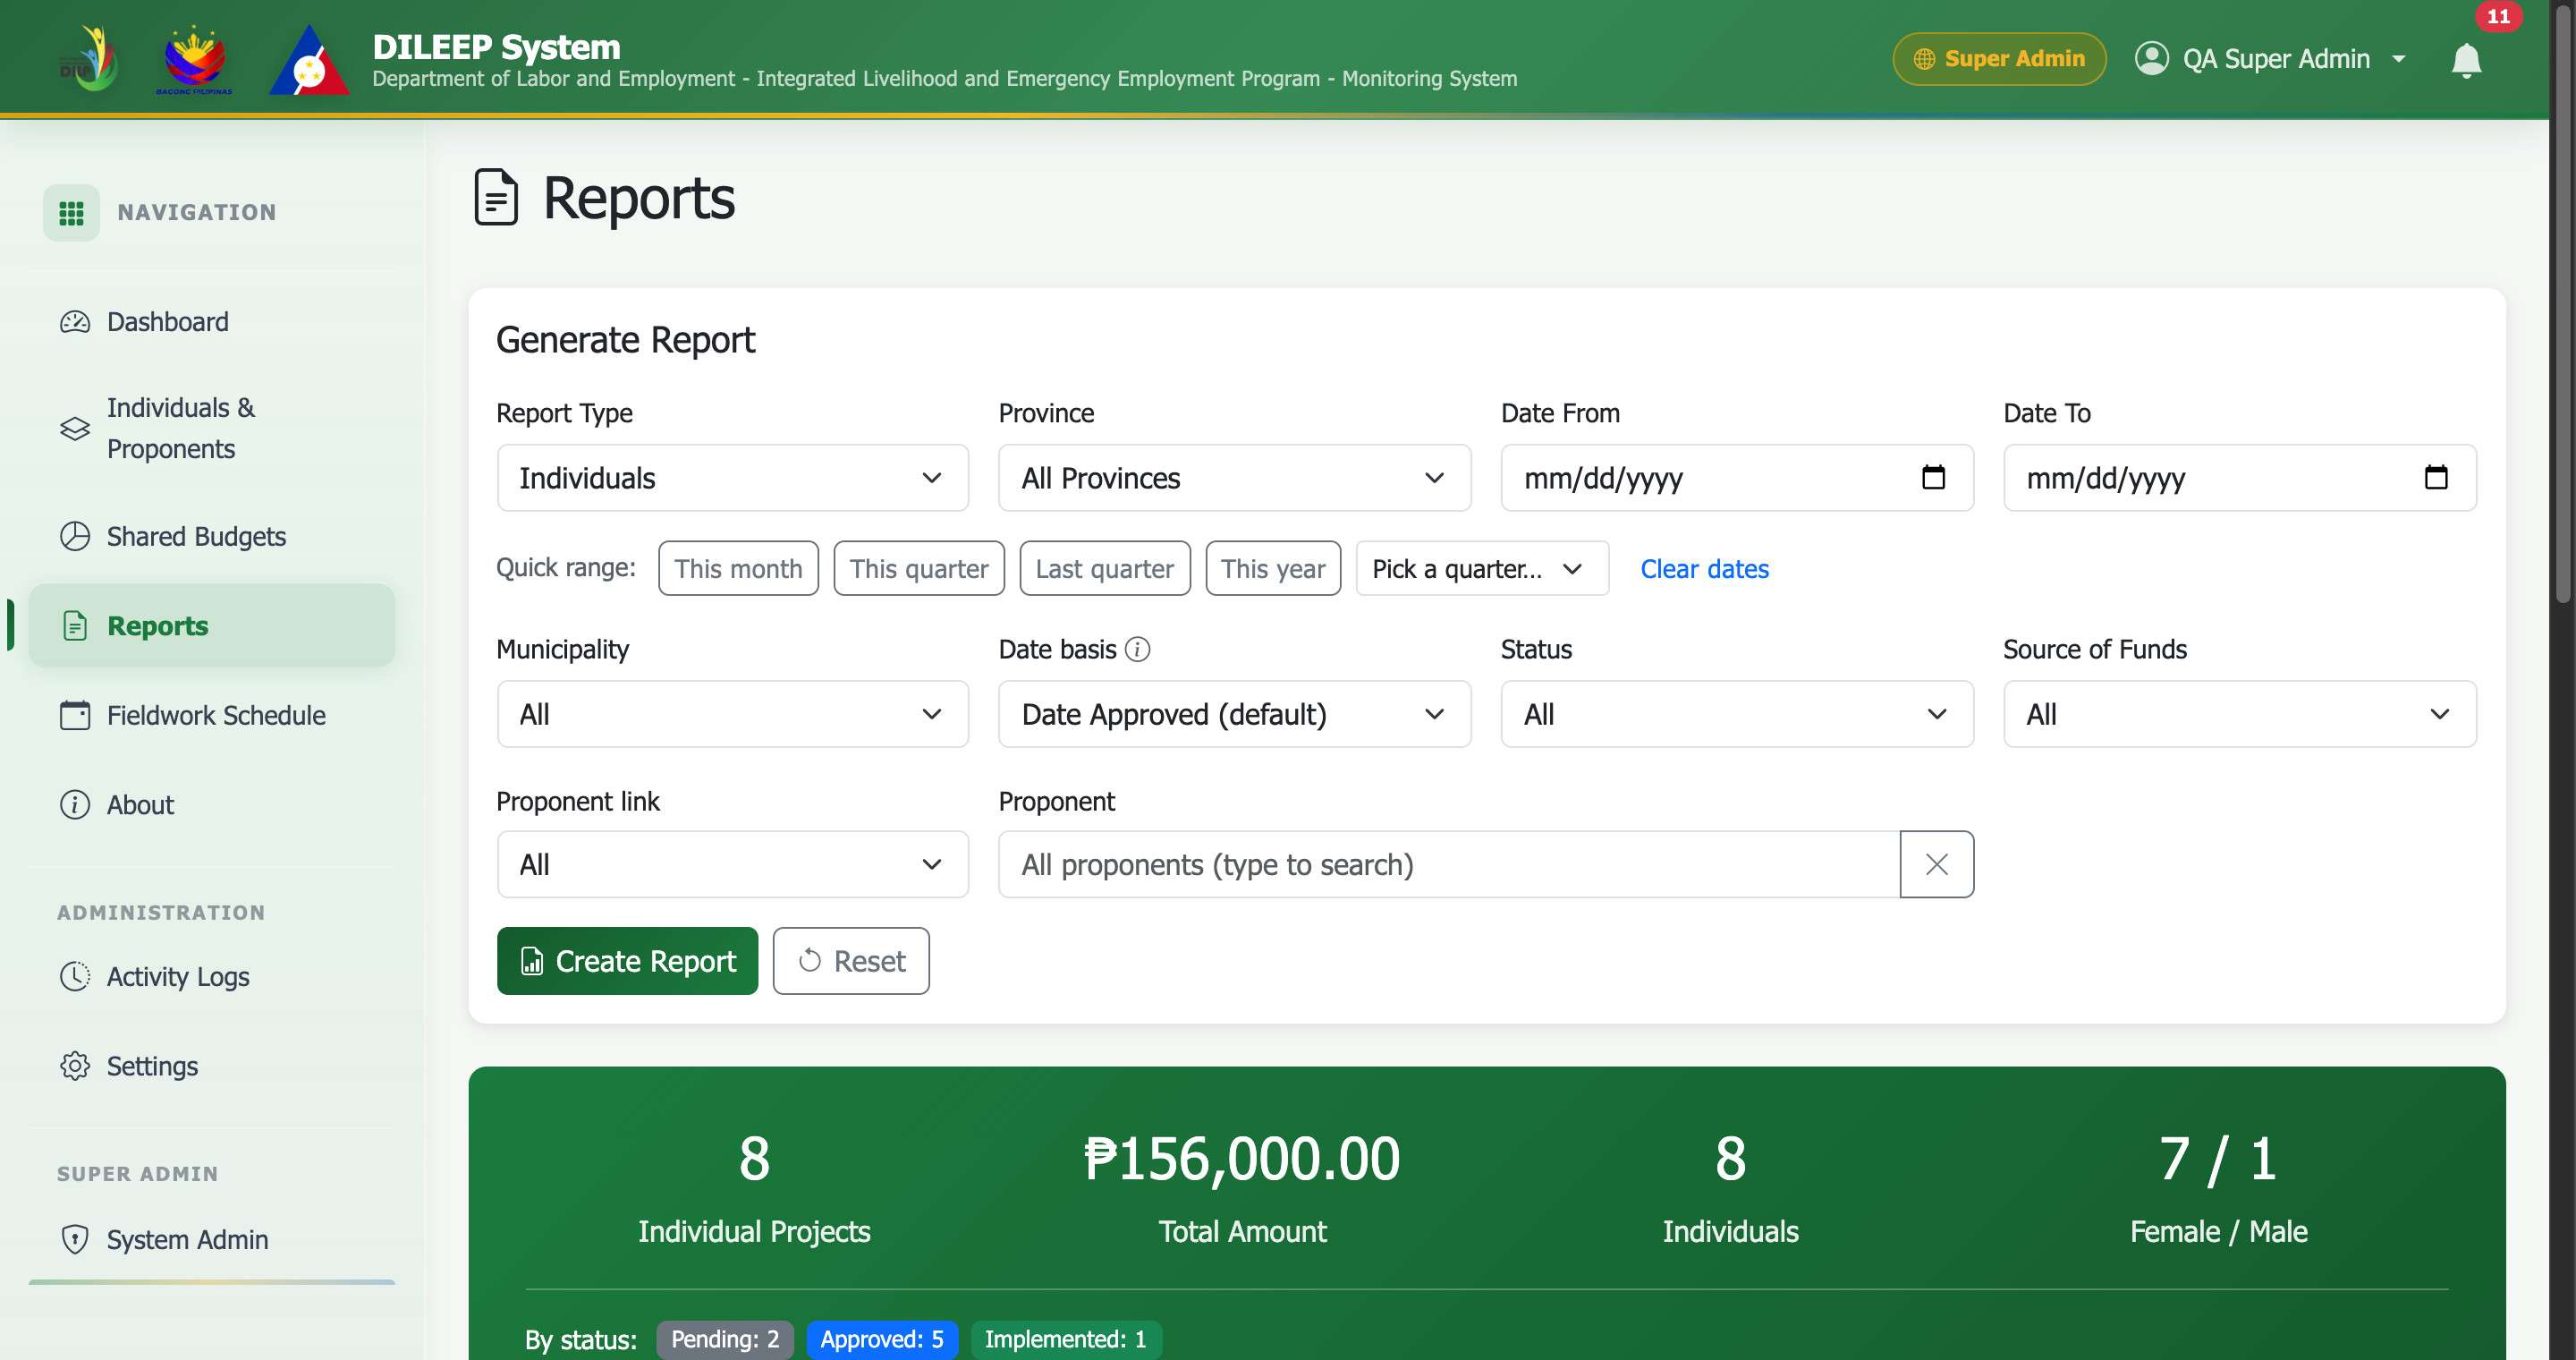 11
DILP
BAGONG PILIPINAS
DILEEP System
Department of Labor and Employment - Integrated Livelihood and Emergency Employment Program - Monitoring System
Super Admin
QA Super Admin
NAVIGATION
Dashboard
Individuals &
Proponents
Shared Budgets
Reports
Fieldwork Schedule
About
ADMINISTRATION
Activity Logs
Settings
SUPER ADMIN
System Admin
Reports
Generate Report
Report Type
Province
Date From
Date To
Individuals
All Provinces
mm/dd/yyyy
mm/dd/yyyy
Quick range:
This month
This quarter
Last quarter
This year
Pick a quarter...
Clear dates
Municipality
Date basis
Status
Source of Funds
All
Date Approved (default)
All
All
Proponent link
Proponent
All
All proponents (type to search)
Create Report
Reset
8
₱156,000.00
8
7 / 1
Individual Projects
Total Amount
Individuals
Female / Male
By status:
Pending: 2
Approved: 5
Implemented: 1